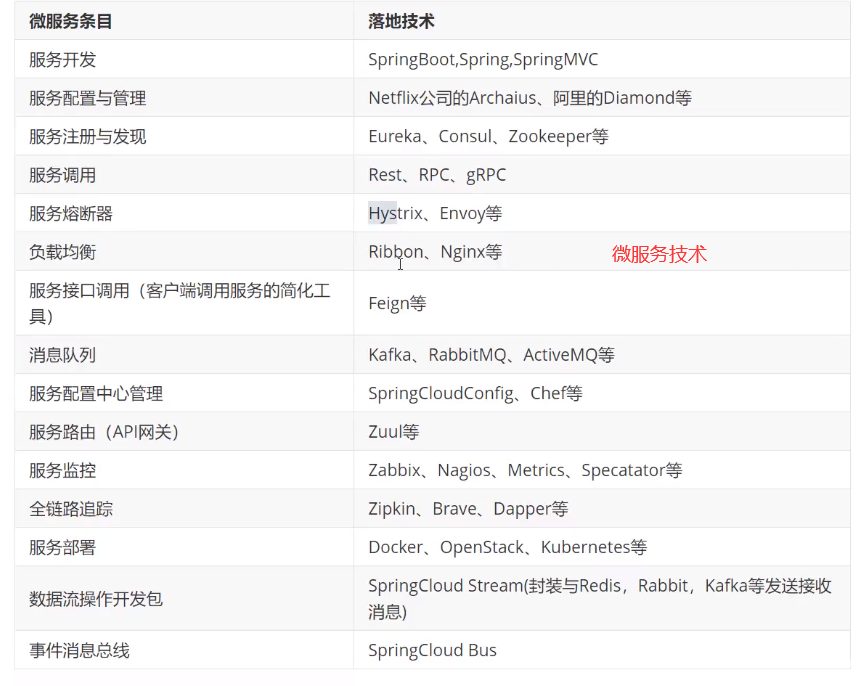 微服务条目 落地技术
服务开发 SpringBoot,Spring,SpringMVC
服务配置与管理 Netflix公司的Archaius、阿里的Diamond等
服务注册与发现 Eureka、Consul、Zookeeper等
服务调用 Rest、RPC、gRPC
服务熔断器 Hystrix、Envoy等
负载均衡 Ribbon、Nginx等 微服务技术
服务接口调用（客户端调用服务的简化工
具） Feign等
消息队列 Kafka、RabbitMQ、ActiveMQ等
服务配置中心管理 SpringCloudConfig、Chef等
服务路由（API网关） Zuul等
服务监控 Zabbix、Nagios、Metrics、Specatator等
全链路追踪 Zipkin、Brave、Dapper等
服务部署 Docker、OpenStack、Kubernetes等
数据流操作开发包 SpringCloud Stream(封装与Redis，Rabbit，Kafka等发送接收
消息)
事件消息总线 SpringCloud Bus